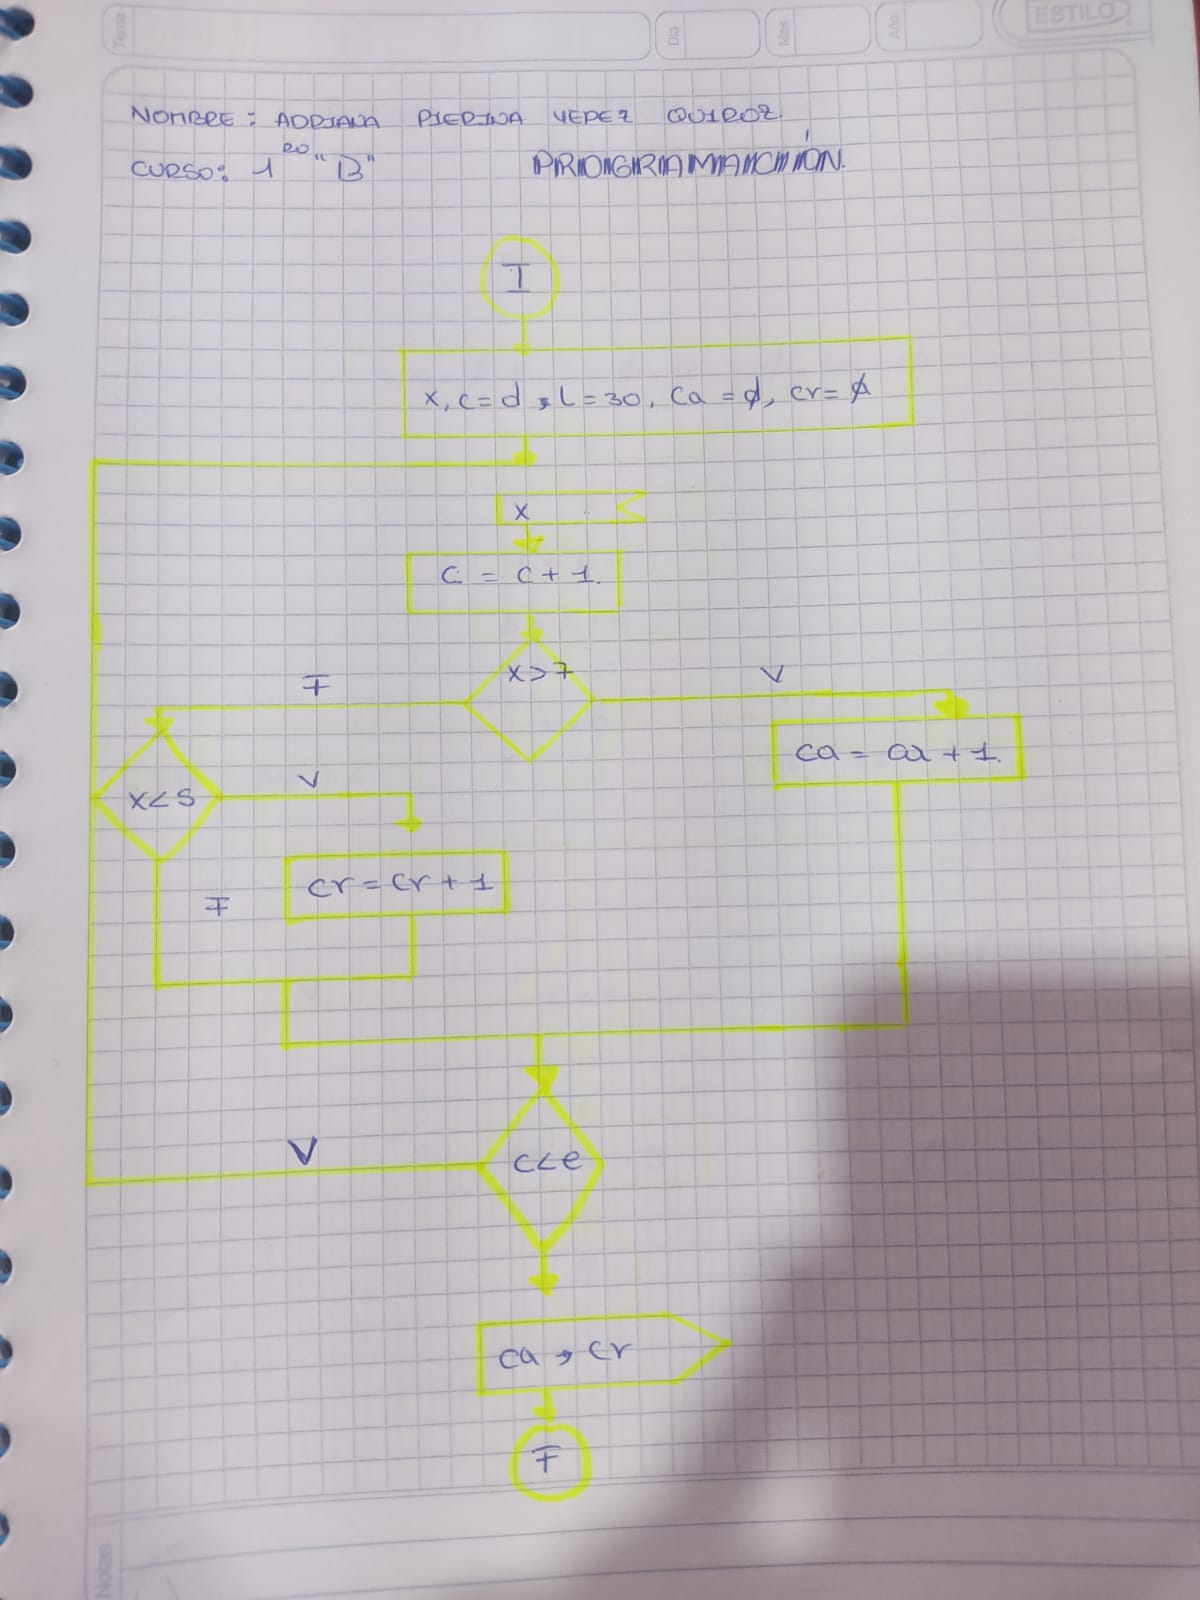 Tema
Día
Mes
Año
ESTILO
NOMBRE: ADRIANA PIERINA YEPEZ QUIROZ.
CURSO: 1 RO "B"
PROGRAMACIÓN.
I
x, c=d, L=30, ca=ø, cr=ø
x
c = c+1.
x>7
F
V
ca = ca + 1.
x<5
V
cr=cr+1
F
V
c<e
ca, cr
F
Notas